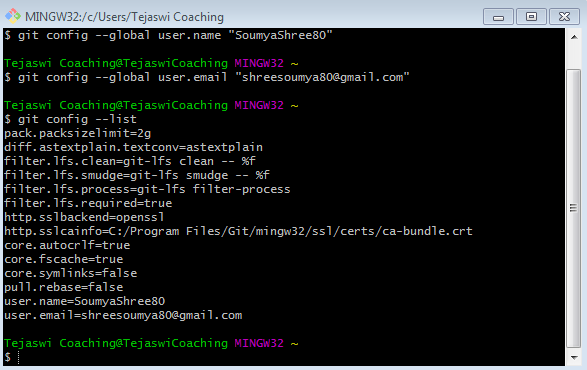 MINGW32:/c/Users/Tejaswi Coaching
$ git config --global user.name "SoumyaShree80"
Tejaswi Coaching@TejaswiCoaching MINGW32 ~
$ git config --global user.email "shreesoumya80@gmail.com"
Tejaswi Coaching@TejaswiCoaching MINGW32 ~
$ git config --list
pack.packsizelimit=2g
diff.astextplain.textconv=astextplain
filter.lfs.clean=git-lfs clean -- %f
filter.lfs.smudge=git-lfs smudge -- %f
filter.lfs.process=git-lfs filter-process
filter.lfs.required=true
http.sslbackend=openssl
http.sslcainfo=C:/Program Files/Git/mingw32/ssl/certs/ca-bundle.crt
core.autocrlf=true
core.fscache=true
core.symlinks=false
pull.rebase=false
user.name=SoumyaShree80
user.email=shreesoumya80@gmail.com
Tejaswi Coaching@TejaswiCoaching MINGW32 ~
$